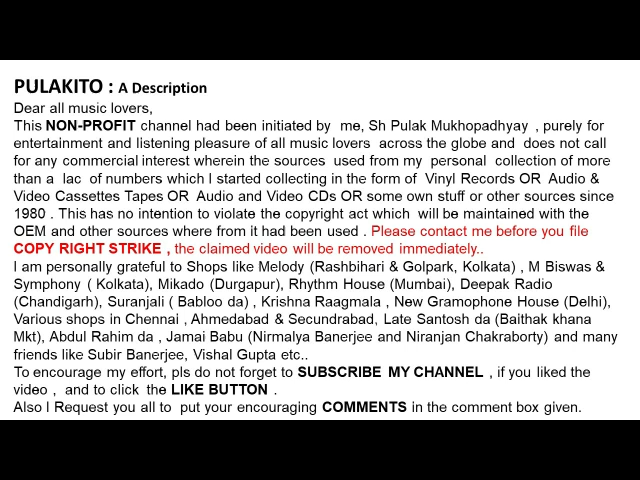 PULAKITO : A Description
Dear all music lovers,
This NON-PROFIT channel had been initiated by me, Sh Pulak Mukhopadhyay , purely for
entertainment and listening pleasure of all music lovers across the globe and does not call
for any commercial interest wherein the sources used from my personal collection of more
than a lac of numbers which I started collecting in the form of Vinyl Records OR Audio &
Video Cassettes Tapes OR Audio and Video CDs OR some own stuff or other sources since
1980 . This has no intention to violate the copyright act which will be maintained with the
OEM and other sources where from it had been used . Please contact me before you file
COPY RIGHT STRIKE , the claimed video will be removed immediately..
I am personally grateful to Shops like Melody (Rashbihari & Golpark, Kolkata) , M Biswas &
Symphony ( Kolkata), Mikado (Durgapur), Rhythm House (Mumbai), Deepak Radio
(Chandigarh), Suranjali ( Babloo da) , Krishna Raagmala , New Gramophone House (Delhi),
Various shops in Chennai , Ahmedabad & Secundrabad, Late Santosh da (Baithak khana
Mkt), Abdul Rahim da , Jamai Babu (Nirmalya Banerjee and Niranjan Chakraborty) and many
friends like Subir Banerjee, Vishal Gupta etc..
To encourage my effort, pls do not forget to SUBSCRIBE MY CHANNEL , if you liked the
video , and to click the LIKE BUTTON .
Also I Request you all to put your encouraging COMMENTS in the comment box given.